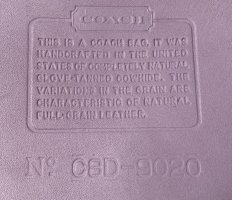 COACH
THIS IS A COACH BAG. IT WAS
HANDCRAFTED IN THE UNITED
STATES OF COMPLETELY NATURAL
GLOVE-TANNED COWHIDE. THE
VARIATIONS IN THE GRAIN ARE
CHARACTERISTIC OF NATURAL,
FULL-GRAIN LEATHER.
Nº C8D-9020